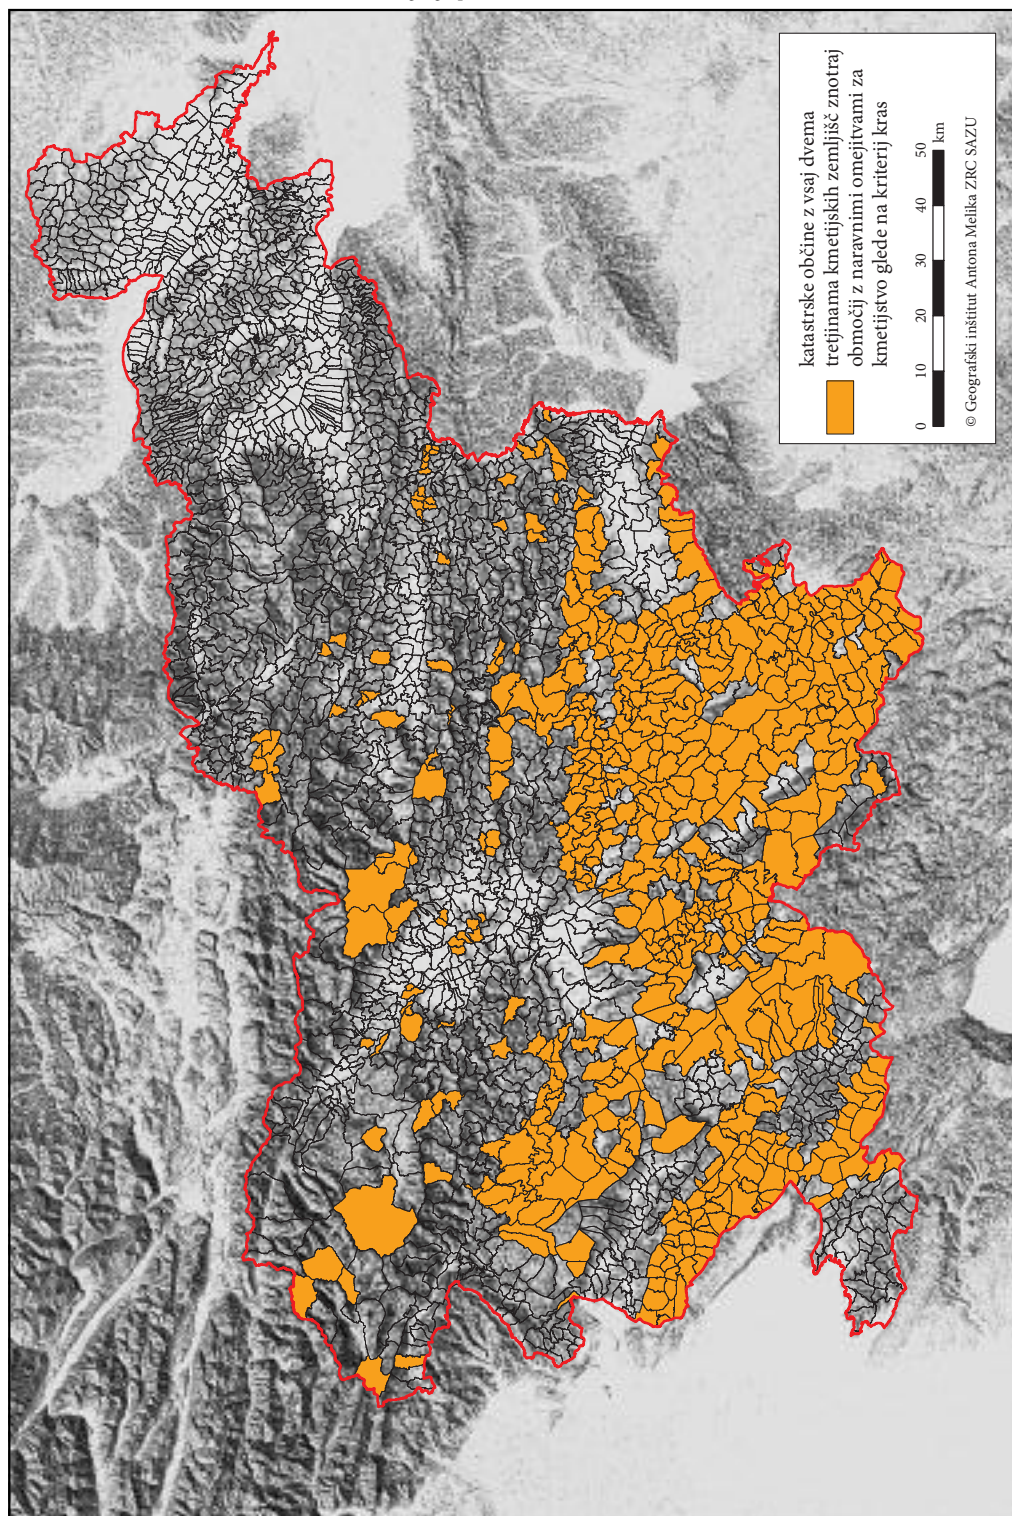 katastrske občine z vsaj dvema
tretjinama kmetijskih zemljišč znotraj
območij z naravnimi omejitvami za
kmetijstvo glede na kriterij kras
0 10 20 30 40 50
km
© Geografski inštitut Antona Melika ZRC SAZU